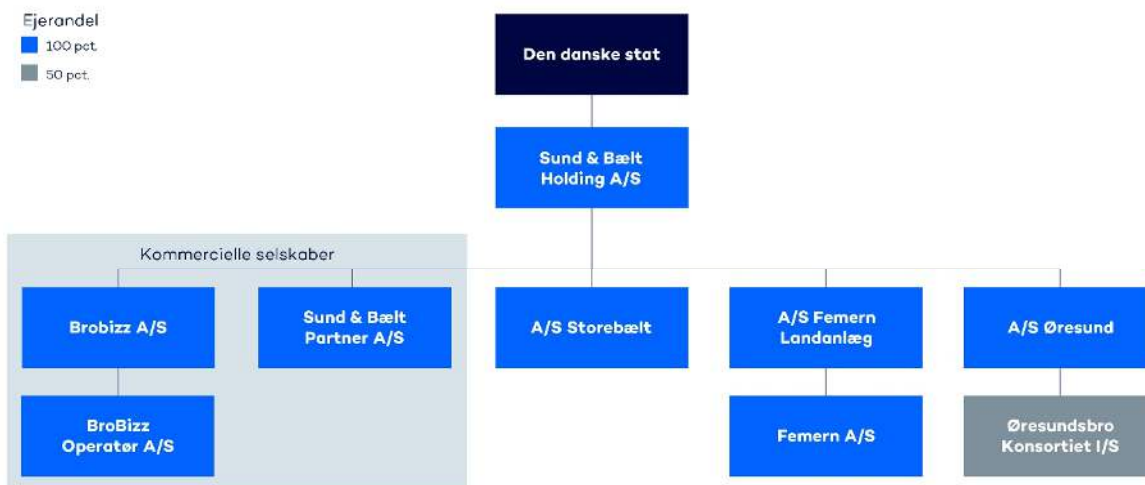 Ejerandel
100 pct.
50 pct.
Den danske stat
Sund & Bælt
Holding A/S
Kommercielle selskaber
Brobizz A/S
Sund & Bælt
Partner A/S
A/S Storebælt
A/S Femern
Landanlæg
A/S Øresund
BroBizz
Operatør A/S
Femern A/S
Øresundsbro
Konsortiet I/S